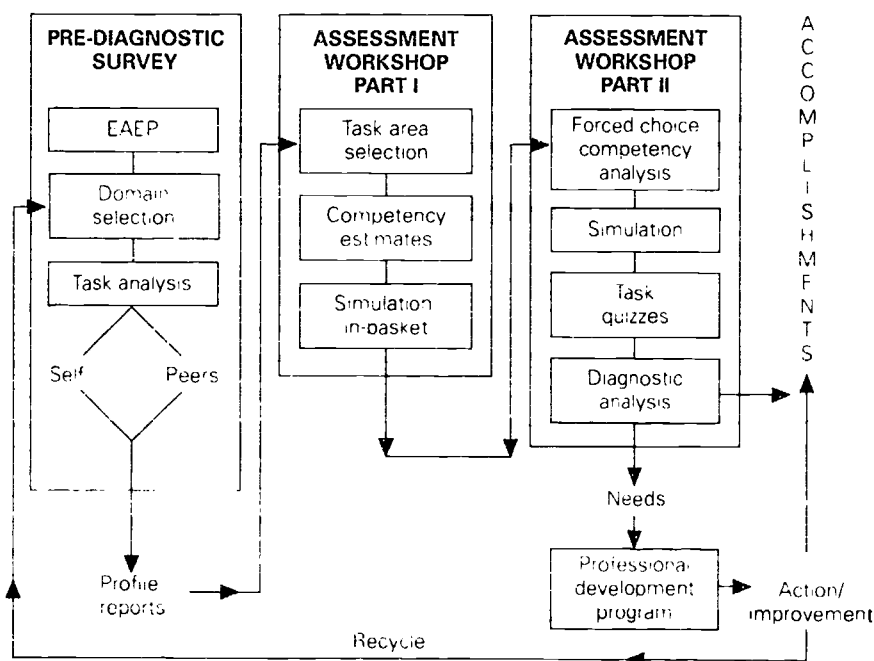 PRE-DIAGNOSTIC
SURVEY
EAEP
Domain
selection
Task analysis
Self
Peers
Profile
reports
ASSESSMENT
WORKSHOP
PART I
Task area
selection
Competency
estimates
Simulation
in-basket
ASSESSMENT
WORKSHOP
PART II
Forced choice
competency
analysis
Simulation
Task
quizzes
Diagnostic
analysis
Needs
Professional
development
program
Action/
improvement
ACCOMPLISHMENTS
Recycle